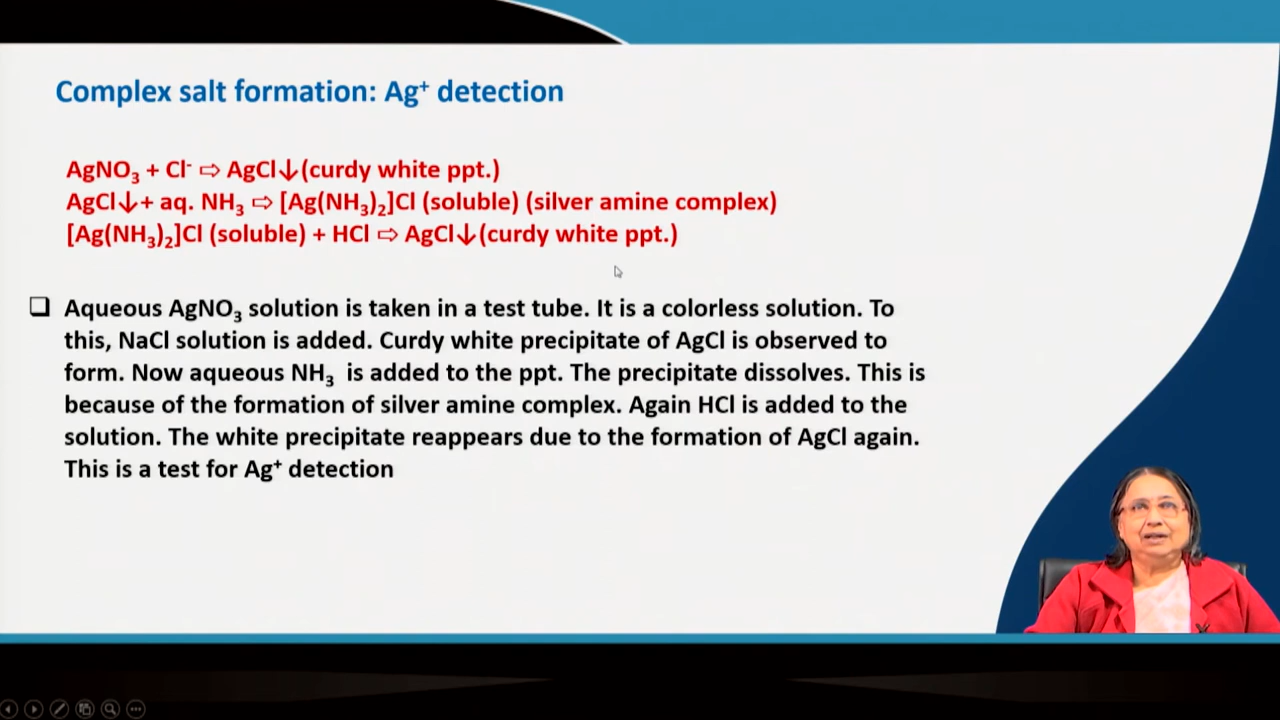 Complex salt formation: Ag⁺ detection
AgNO₃ + Cl⁻ ⇨ AgCl↓(curdy white ppt.)
AgCl↓+ aq. NH₃ ⇨ [Ag(NH₃)₂]Cl (soluble) (silver amine complex)
[Ag(NH₃)₂]Cl (soluble) + HCl ⇨ AgCl↓(curdy white ppt.)
❑ Aqueous AgNO₃ solution is taken in a test tube. It is a colorless solution. To
this, NaCl solution is added. Curdy white precipitate of AgCl is observed to
form. Now aqueous NH₃ is added to the ppt. The precipitate dissolves. This is
because of the formation of silver amine complex. Again HCl is added to the
solution. The white precipitate reappears due to the formation of AgCl again.
This is a test for Ag⁺ detection